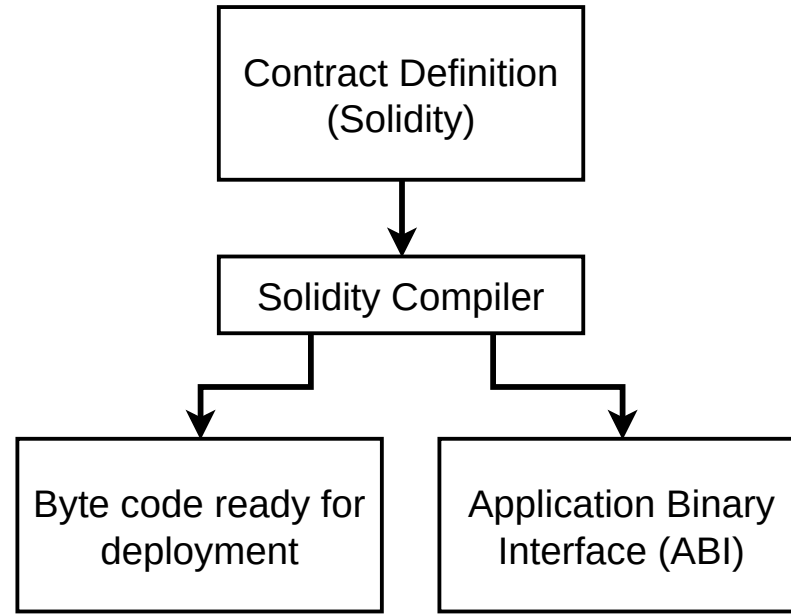 Contract Definition
(Solidity)
Solidity Compiler
Byte code ready for
deployment
Application Binary
Interface (ABI)